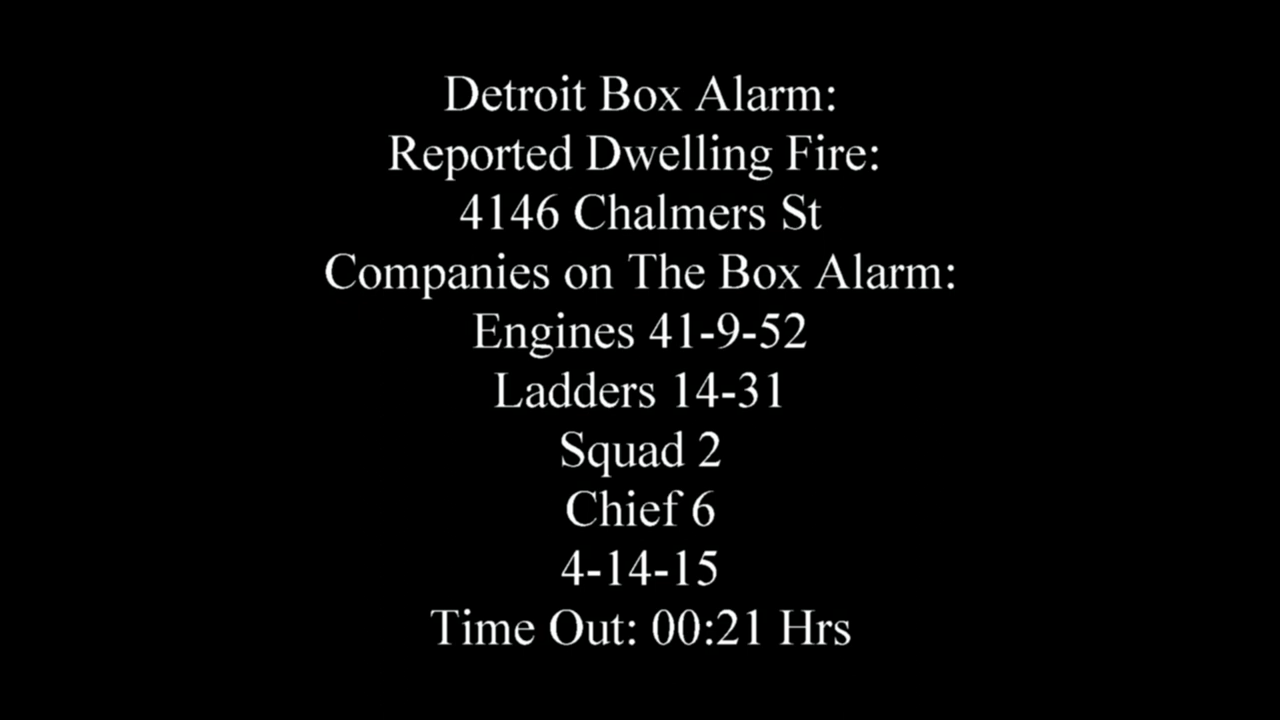 Detroit Box Alarm:
Reported Dwelling Fire:
4146 Chalmers St
Companies on The Box Alarm:
Engines 41-9-52
Ladders 14-31
Squad 2
Chief 6
4-14-15
Time Out: 00:21 Hrs